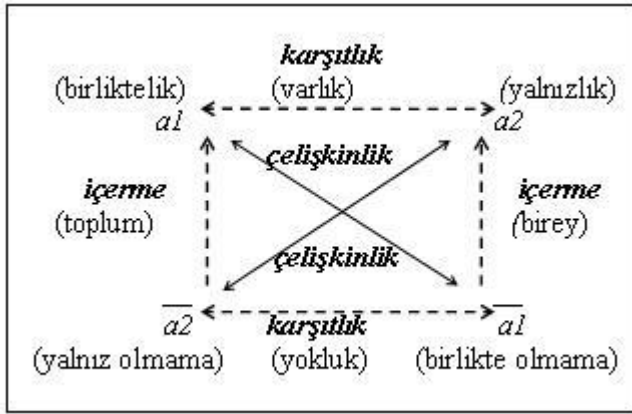 karşıtlık
(birliktelik) (varlık) (yalnızlık)
a1 a2
çelişkinlik
içerme içerme
(toplum) (birey)
çelişkinlik
a2 karşıtlık a1
(yalnız olmama) (yokluk) (birlikte olmama)